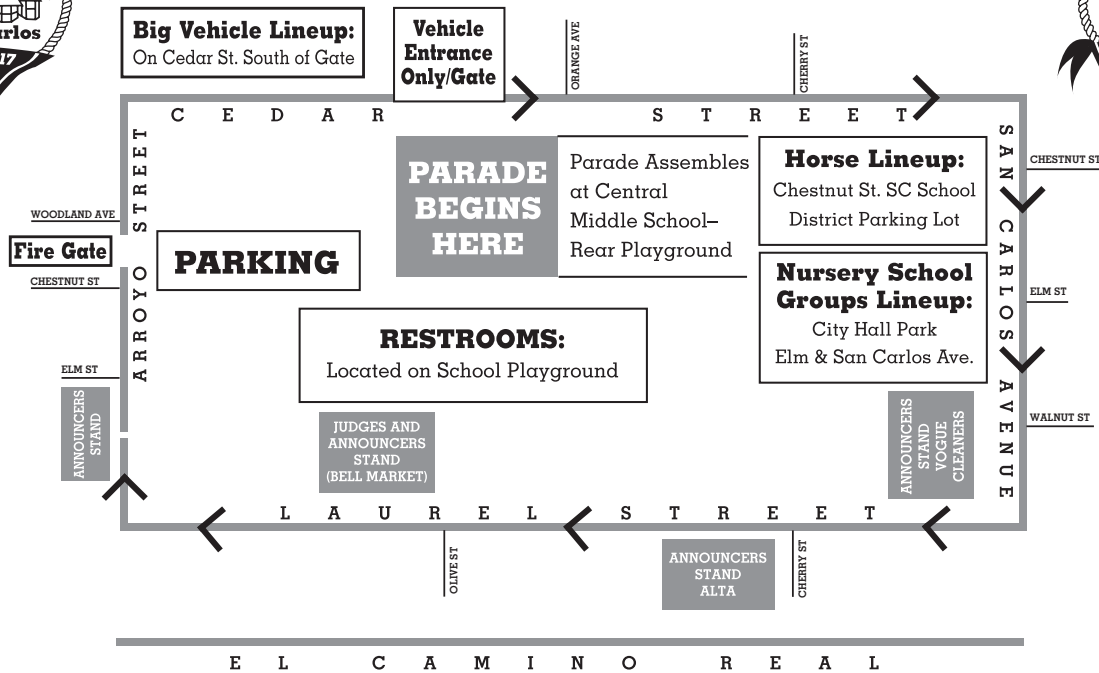 arlos
17
Big Vehicle Lineup:
On Cedar St. South of Gate
Vehicle
Entrance
Only/Gate
ORANGE AVE
CHERRY ST
CEDAR STREET
SAN CARLOS AVENUE
CHESTNUT ST
ELM ST
WALNUT ST
ARROYO STREET
WOODLAND AVE
Fire Gate
CHESTNUT ST
ELM ST
ANNOUNCERS
STAND
PARKING
PARADE
BEGINS
HERE
Parade Assembles
at Central
Middle School–
Rear Playground
Horse Lineup:
Chestnut St. SC School
District Parking Lot
Nursery School
Groups Lineup:
City Hall Park
Elm & San Carlos Ave.
RESTROOMS:
Located on School Playground
JUDGES AND
ANNOUNCERS
STAND
(BELL MARKET)
ANNOUNCERS
STAND
VOGUE
CLEANERS
LAUREL STREET
OLIVE ST
ANNOUNCERS
STAND
ALTA
CHERRY ST
EL CAMINO REAL